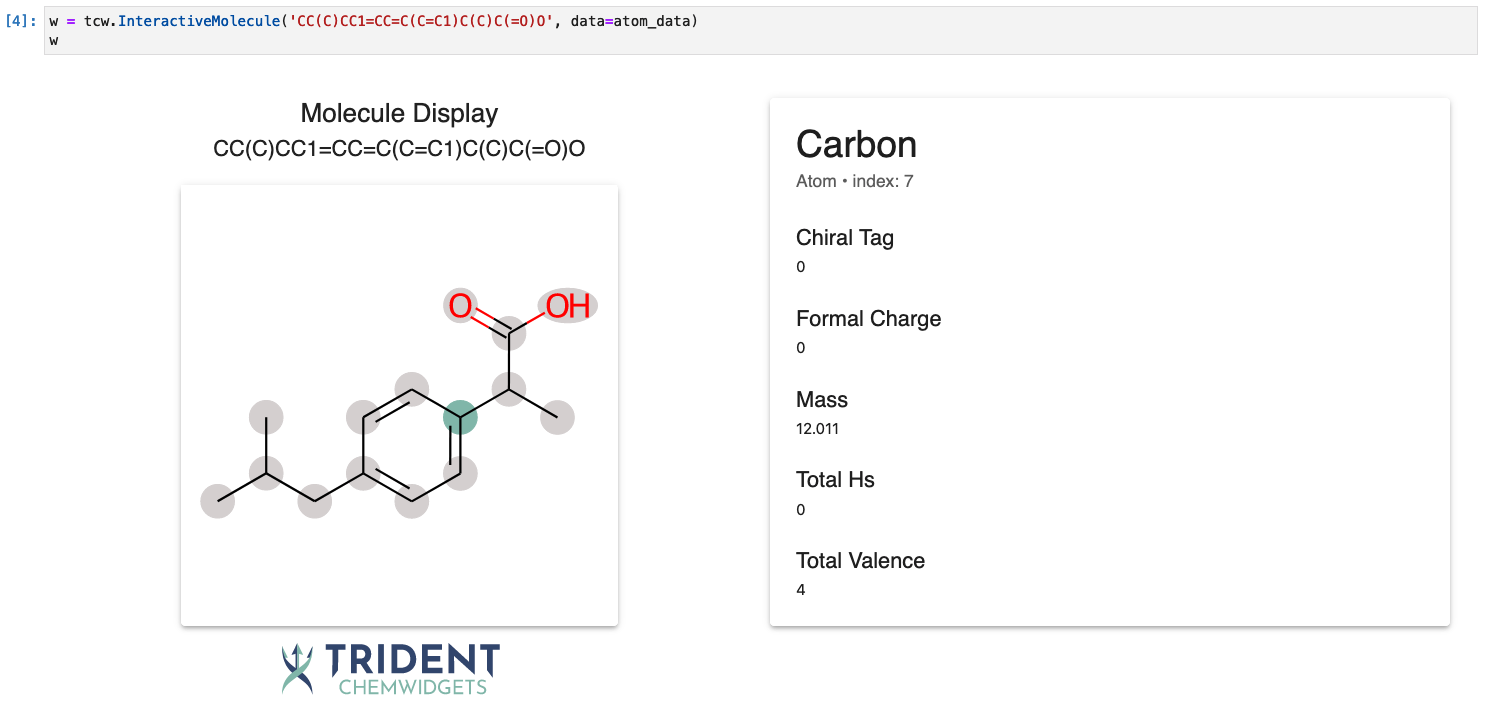 [4]: w = tcw.InteractiveMolecule('CC(C)CC1=CC=C(C=C1)C(C)C(=O)O', data=atom_data)
w
Molecule Display
CC(C)CC1=CC=C(C=C1)C(C)C(=O)O
O
OH
Carbon
Atom • index: 7
Chiral Tag
0
Formal Charge
0
Mass
12.011
Total Hs
0
Total Valence
4
TRIDENT
CHEMWIDGETS